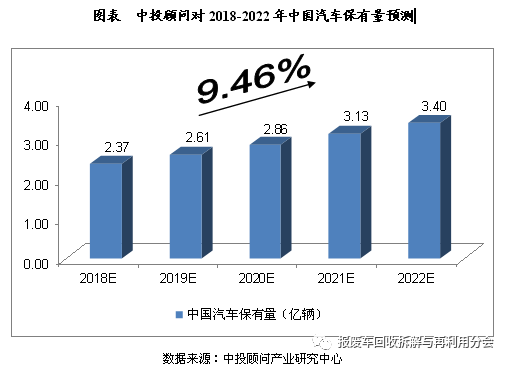 图表 中投顾问对 2018-2022 年中国汽车保有量预测
9.46%
4.00
3.00
2.00
1.00
0.00
2.37
2.61
2.86
3.13
3.40
2018E
2019E
2020E
2021E
2022E
中国汽车保有量（亿辆）
报废车回收拆解与再利用分会
数据来源：中投顾问产业研究中心